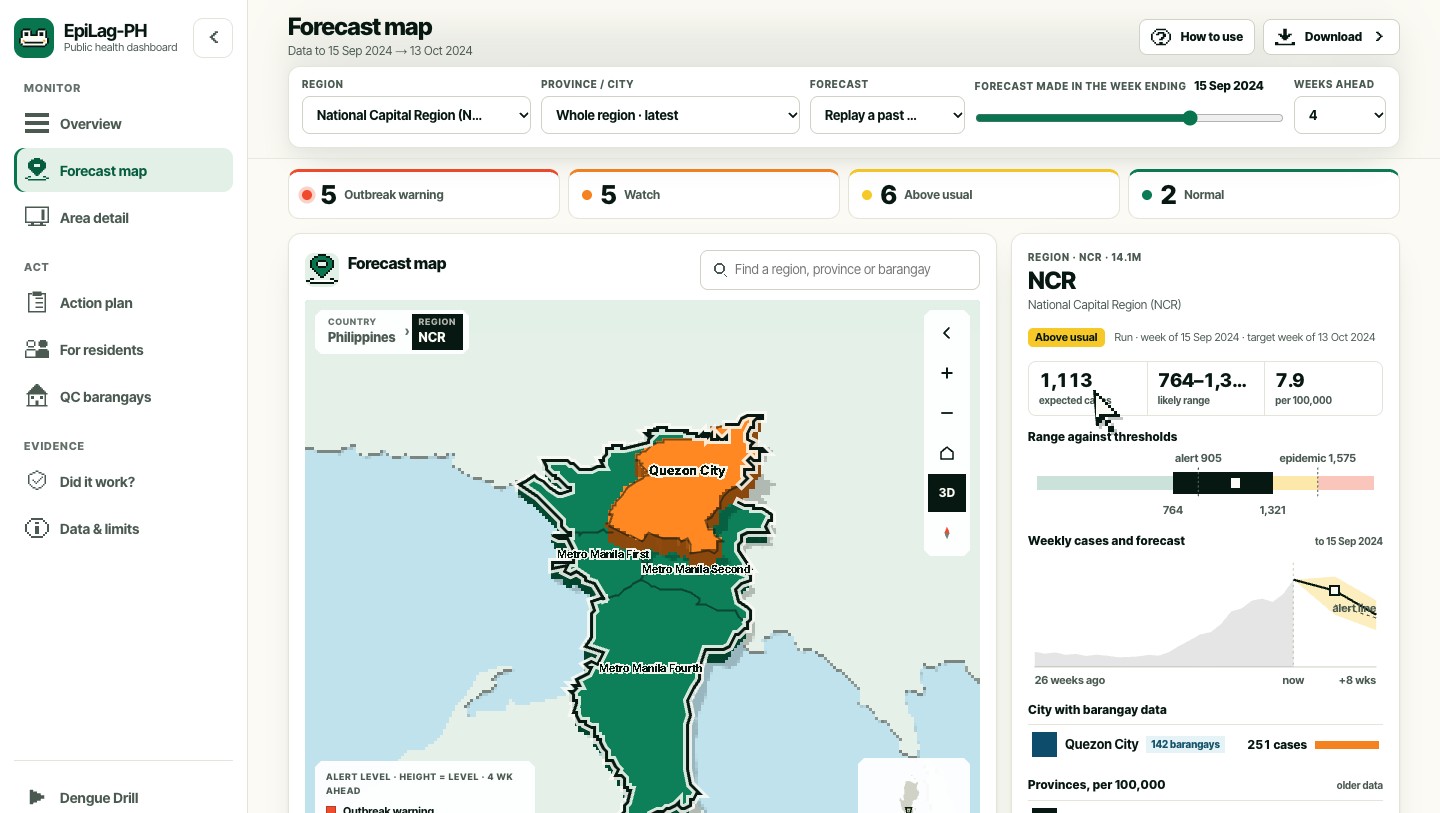 EpiLag-PH
Public health dashboard
MONITOR
Overview
Forecast map
Area detail
ACT
Action plan
For residents
QC barangays
EVIDENCE
Did it work?
Data & limits
Dengue Drill
Forecast map
Data to 15 Sep 2024 → 13 Oct 2024
How to use
Download
REGION
National Capital Region (N...
PROVINCE / CITY
Whole region · latest
FORECAST
Replay a past ...
FORECAST MADE IN THE WEEK ENDING 15 Sep 2024
WEEKS AHEAD
4
5 Outbreak warning
5 Watch
6 Above usual
2 Normal
Forecast map
Find a region, province or barangay
COUNTRY
Philippines
›
REGION
NCR
+
−
3D
Quezon City
Metro Manila First
Metro Manila Second
Metro Manila Fourth
ALERT LEVEL · HEIGHT = LEVEL · 4 WK
AHEAD
Outbreak warning
REGION · NCR · 14.1M
NCR
National Capital Region (NCR)
Above usual
Run · week of 15 Sep 2024 · target week of 13 Oct 2024
1,113
expected
764–1,3...
likely range
7.9
per 100,000
Range against thresholds
alert 905
epidemic 1,575
764
1,321
Weekly cases and forecast
to 15 Sep 2024
alert line
26 weeks ago
now
+8 wks
City with barangay data
Quezon City
142 barangays
251 cases
Provinces, per 100,000
older data